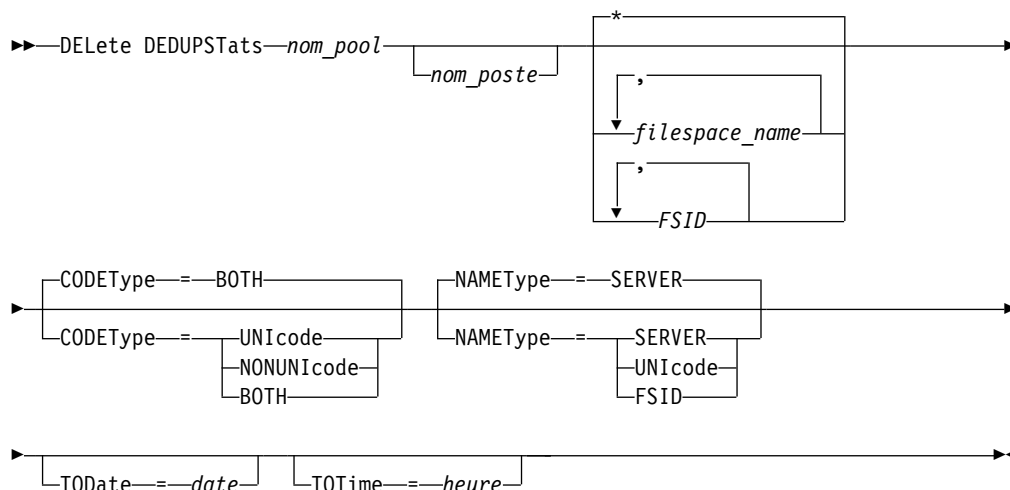 *
DELete DEDUPSTats nom_pool
nom_poste
,
filespace_name
,
FSID
CODEType = BOTH NAMEType = SERVER
CODEType = UNIcode NAMEType = SERVER
NONUNIcode UNIcode
BOTH FSID
TODate = date TOTime = heure